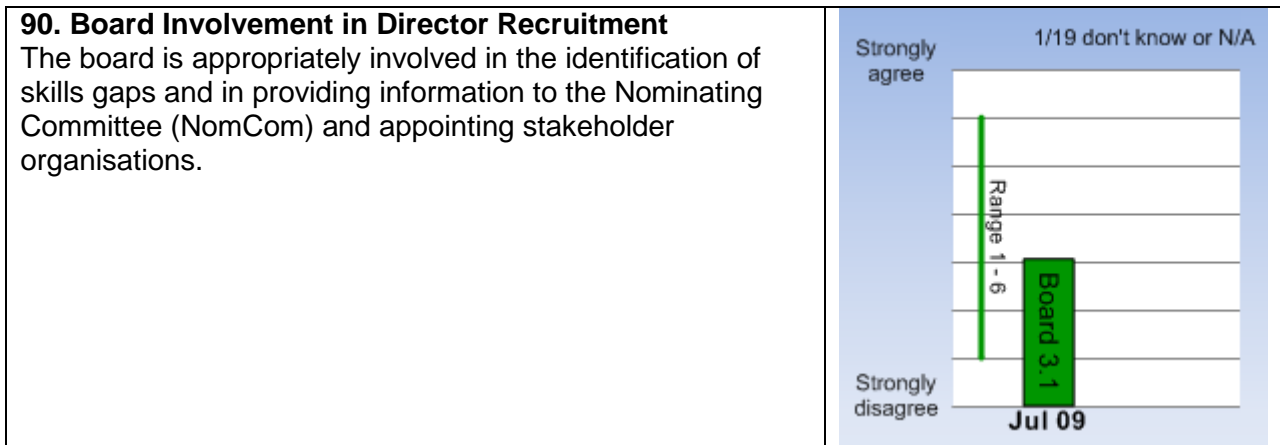 90. Board Involvement in Director Recruitment
The board is appropriately involved in the identification of
skills gaps and in providing information to the Nominating
Committee (NomCom) and appointing stakeholder
organisations.
1/19 don't know or N/A
Strongly
agree
Range 1 - 6
Board 3.1
Strongly
disagree
Jul 09